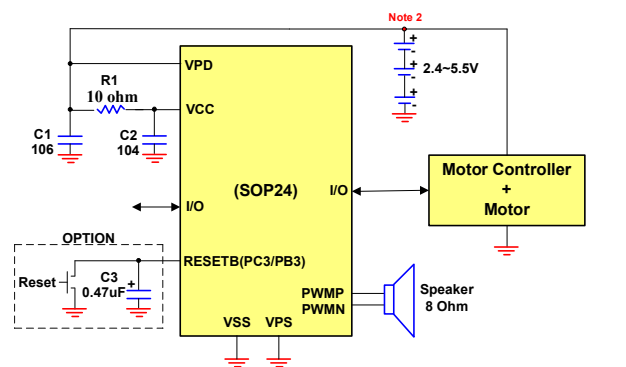 Note 2
+
-
+
-
+
-
2.4~5.5V
VPD
R1
10 ohm
VCC
C1
106
C2
104
(SOP24)
I/O
I/O
Motor Controller
+
Motor
OPTION
RESETB(PC3/PB3)
Reset
C3
+
0.47uF
PWMP
PWMN
Speaker
8 Ohm
VSS
VPS